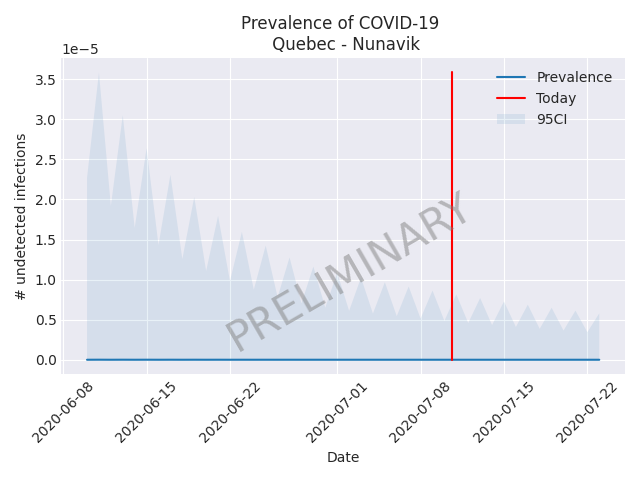 Prevalence of COVID-19
Quebec - Nunavik
1e−5
Prevalence
Today
95CI
3.5
3.0
2.5
2.0
1.5
1.0
0.5
0.0
# undetected infections
PRELIMINARY
2020-06-08
2020-06-15
2020-06-22
2020-07-01
2020-07-08
2020-07-15
2020-07-22
Date